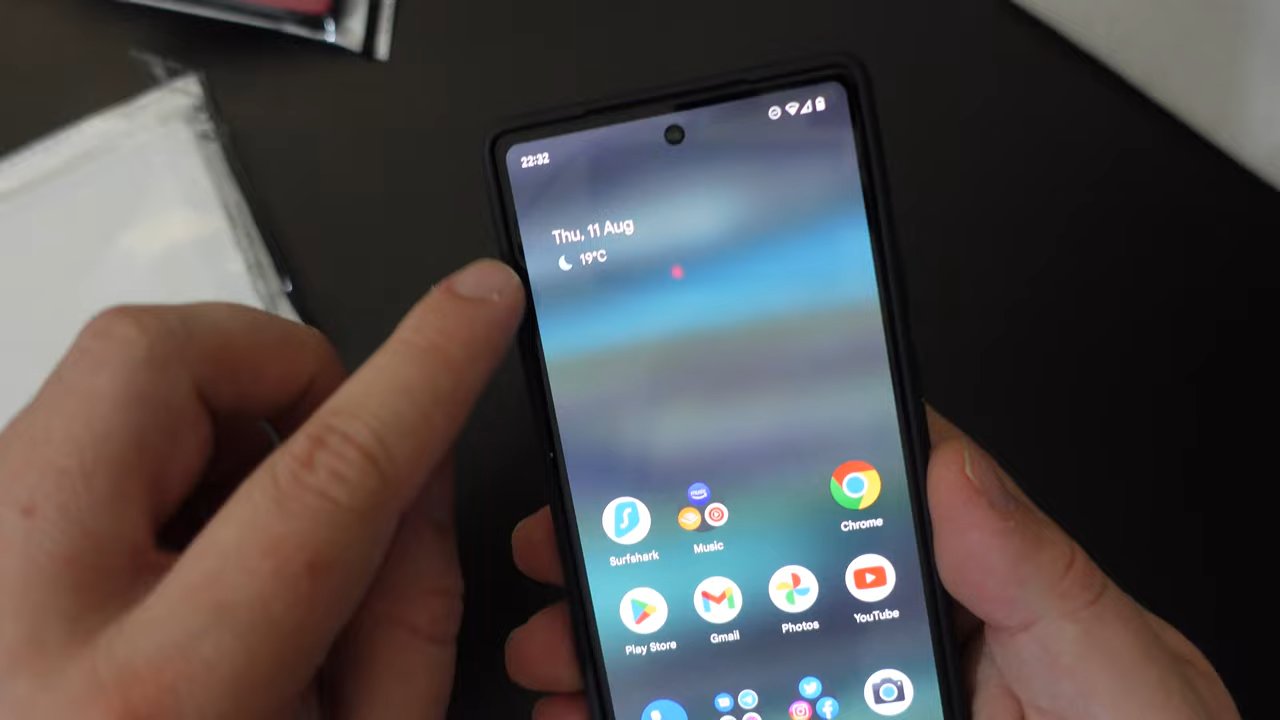 22:32
Thu, 11 Aug
19°C
Surfshark
Music
Chrome
Play Store
Gmail
Photos
YouTube